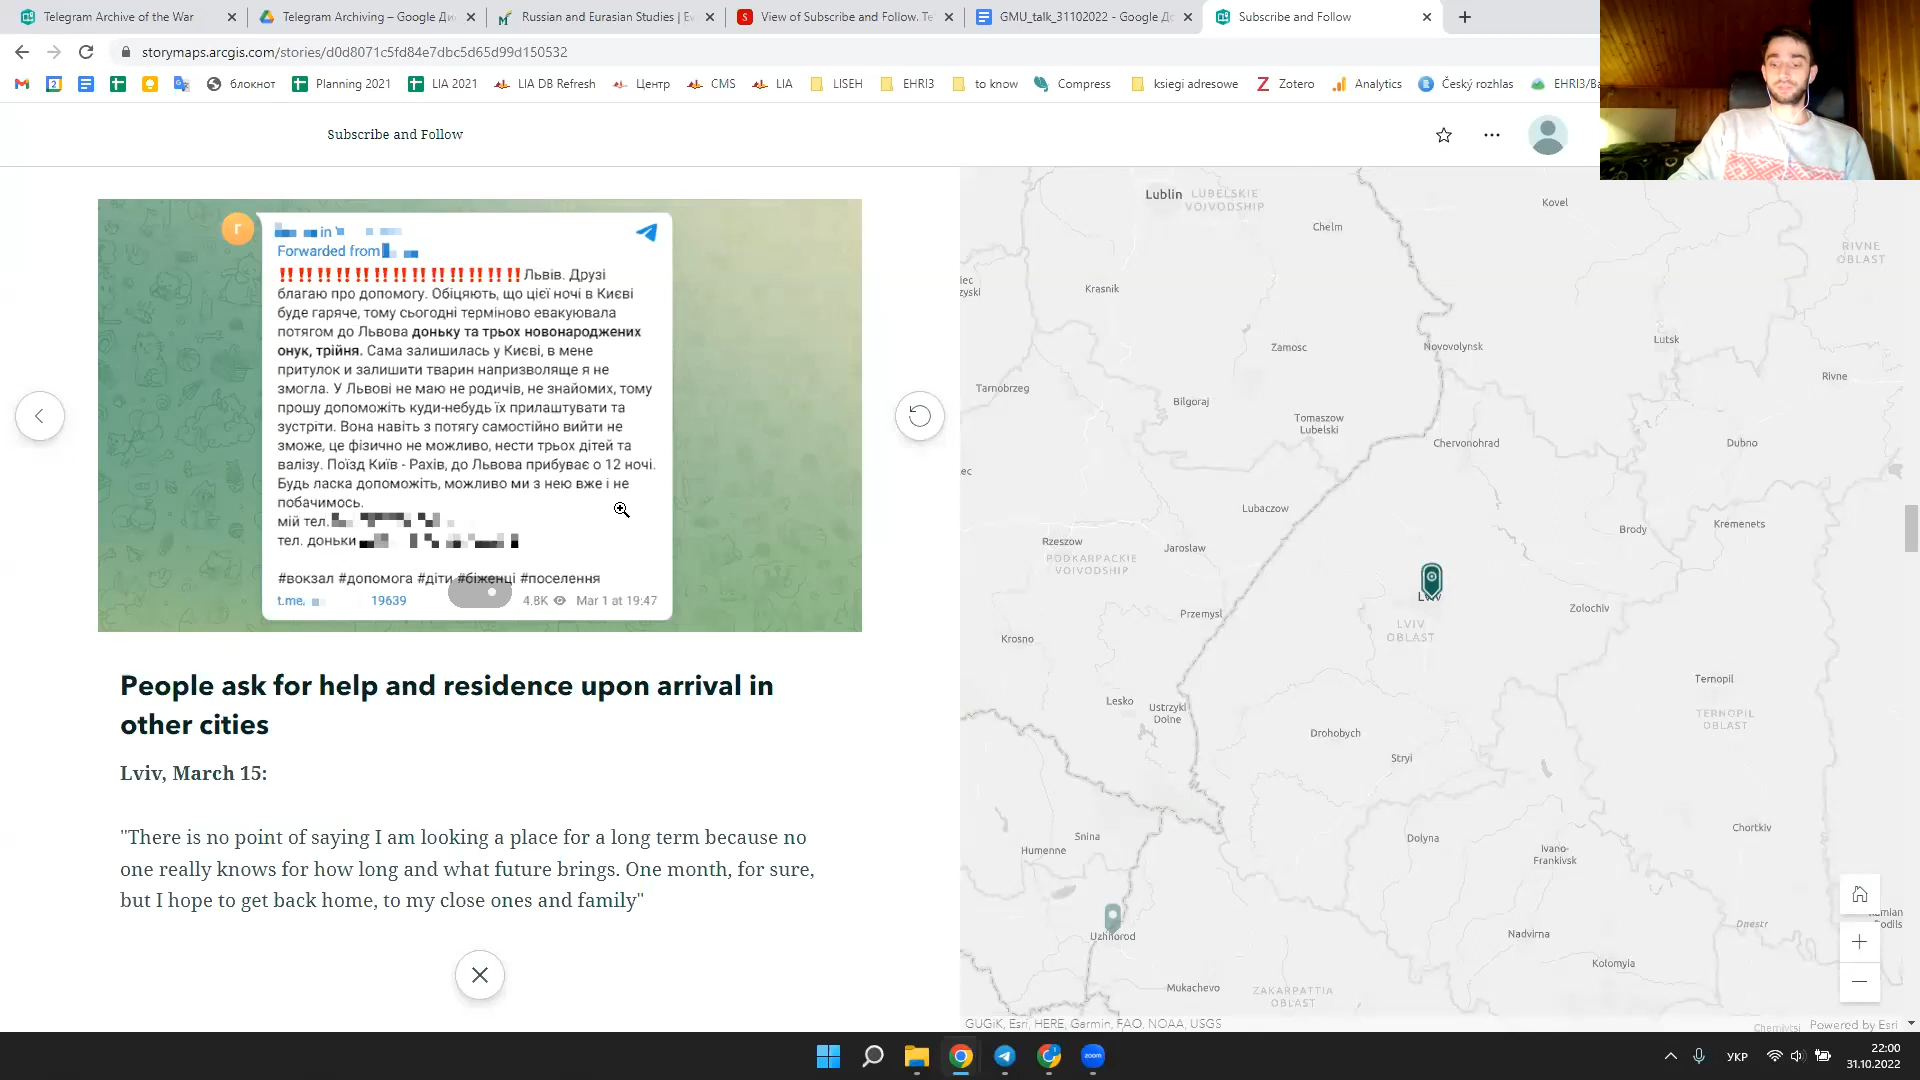 Telegram Archive of the War
Telegram Archiving – Google Ди
Russian and Eurasian Studies | Ev
View of Subscribe and Follow. Te
GMU_talk_31102022 - Google До
Subscribe and Follow
storymaps.arcgis.com/stories/d0d8071c5fd84e7dbc5d65d99d150532
блокнот
Planning 2021
LIA 2021
LIA DB Refresh
Центр
CMS
LIA
LISEH
EHRI3
to know
Compress
ksiegi adresowe
Zotero
Analytics
Český rozhlas
EHRI3/Ba
Subscribe and Follow
г
in
Forwarded from
‼‼‼‼‼‼‼‼‼‼‼‼‼Львів. Друзі
благаю про допомогу. Обіцяють, що цієї ночі в Києві
буде гаряче, тому сьогодні терміново евакуювала
потягом до Львова доньку та трьох новонароджених
онук, трійня. Сама залишилась у Києві, в мене
притулок и залишити тварин напризволяще я не
змогла. У Львові не маю не родичів, не знайомих, тому
прошу допоможіть куди-небудь їх прилаштувати та
зустріти. Вона навіть з потягу самостійно вийти не
зможе, це фізично не можливо, нести трьох дітей та
валізу. Поїзд Київ - Рахів, до Львова прибуває о 12 ночі.
Будь ласка допоможіть, можливо ми з нею вже і не
побачимось.
мій тел.
тел. доньки
#вокзал #допомога #діти #біженці #поселення
t.me/ 19639 4.8K Mar 1 at 19:47
People ask for help and residence upon arrival in
other cities
Lviv, March 15:
"There is no point of saying I am looking a place for a long term because no
one really knows for how long and what future brings. One month, for sure,
but I hope to get back home, to my close ones and family"
Lublin
LUBELSKIE
VOIVODSHIP
Kovel
Chelm
RIVNE
OBLAST
iec
zyski
Krasnik
Zamosc
Novovolynsk
Lutsk
Rivne
Tarnobrzeg
Bilgoraj
Tomaszow
Lubelski
Chervonohrad
Dubno
ec
Lubaczow
Brody
Kremenets
Rzeszow
Jaroslaw
PODKARPACKIE
VOIVODSHIP
Lviv
Przemysl
Zolochiv
Krosno
LVIV
OBLAST
Ternopil
Lesko
Ustrzyki
Dolne
TERNOPIL
OBLAST
Drohobych
Stryi
Snina
Humenne
Dolyna
Ivano-
Frankivsk
Chortkiv
Uzhhorod
Nadvirna
Dnestr
Kamian
Podils
Kolomyia
Mukachevo
ZAKARPATTIA
OBLAST
Chernivtsi
GUGiK, Esri, HERE, Garmin, FAO, NOAA, USGS
Powered by Esri
zoom
УКР
22:00
31.10.2022